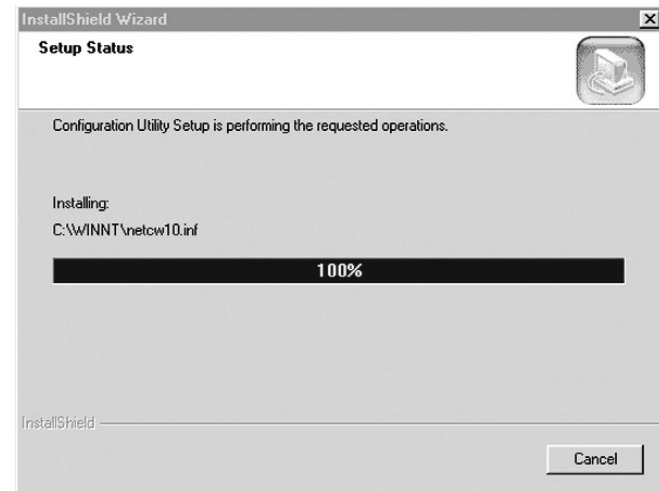 InstallShield Wizard
Setup Status
Configuration Utility Setup is performing the requested operations.
Installing:
C:\WINNT\netcw10.inf
100%
InstallShield
Cancel